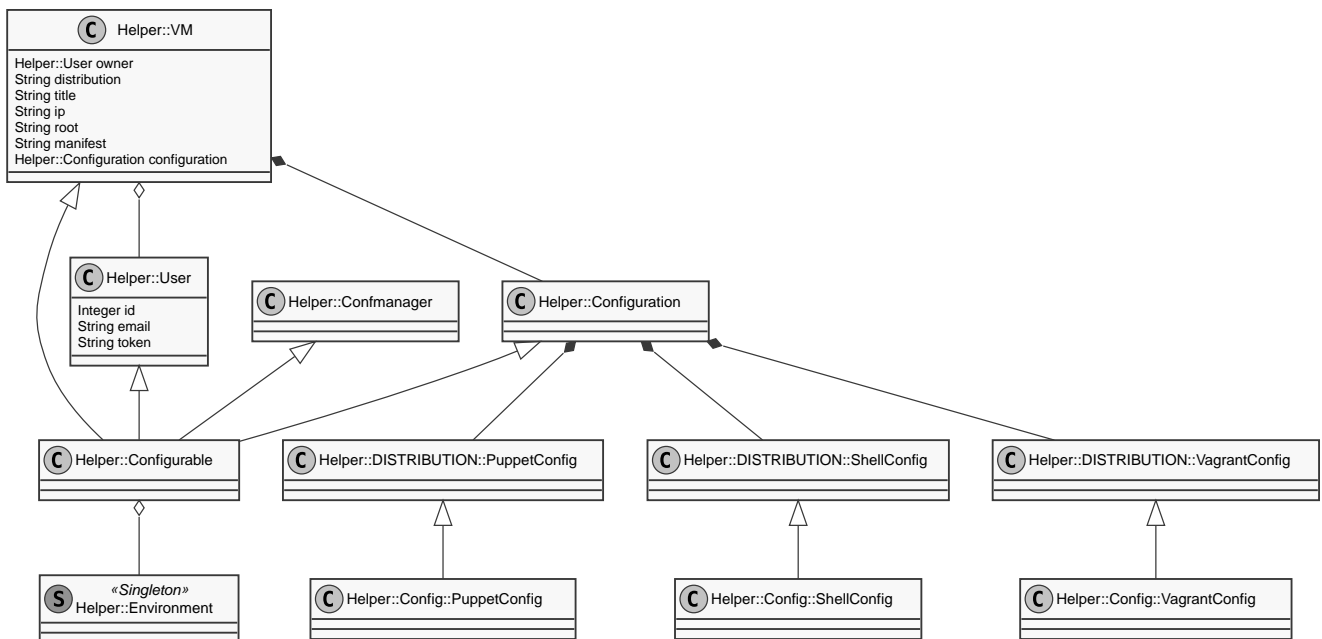 C Helper::VM
Helper::User owner
String distribution
String title
String ip
String root
String manifest
Helper::Configuration configuration
C Helper::User
Integer id
String email
String token
C Helper::Confmanager
C Helper::Configuration
C Helper::Configurable
C Helper::DISTRIBUTION::PuppetConfig
C Helper::DISTRIBUTION::ShellConfig
C Helper::DISTRIBUTION::VagrantConfig
S «Singleton»
Helper::Environment
C Helper::Config::PuppetConfig
C Helper::Config::ShellConfig
C Helper::Config::VagrantConfig